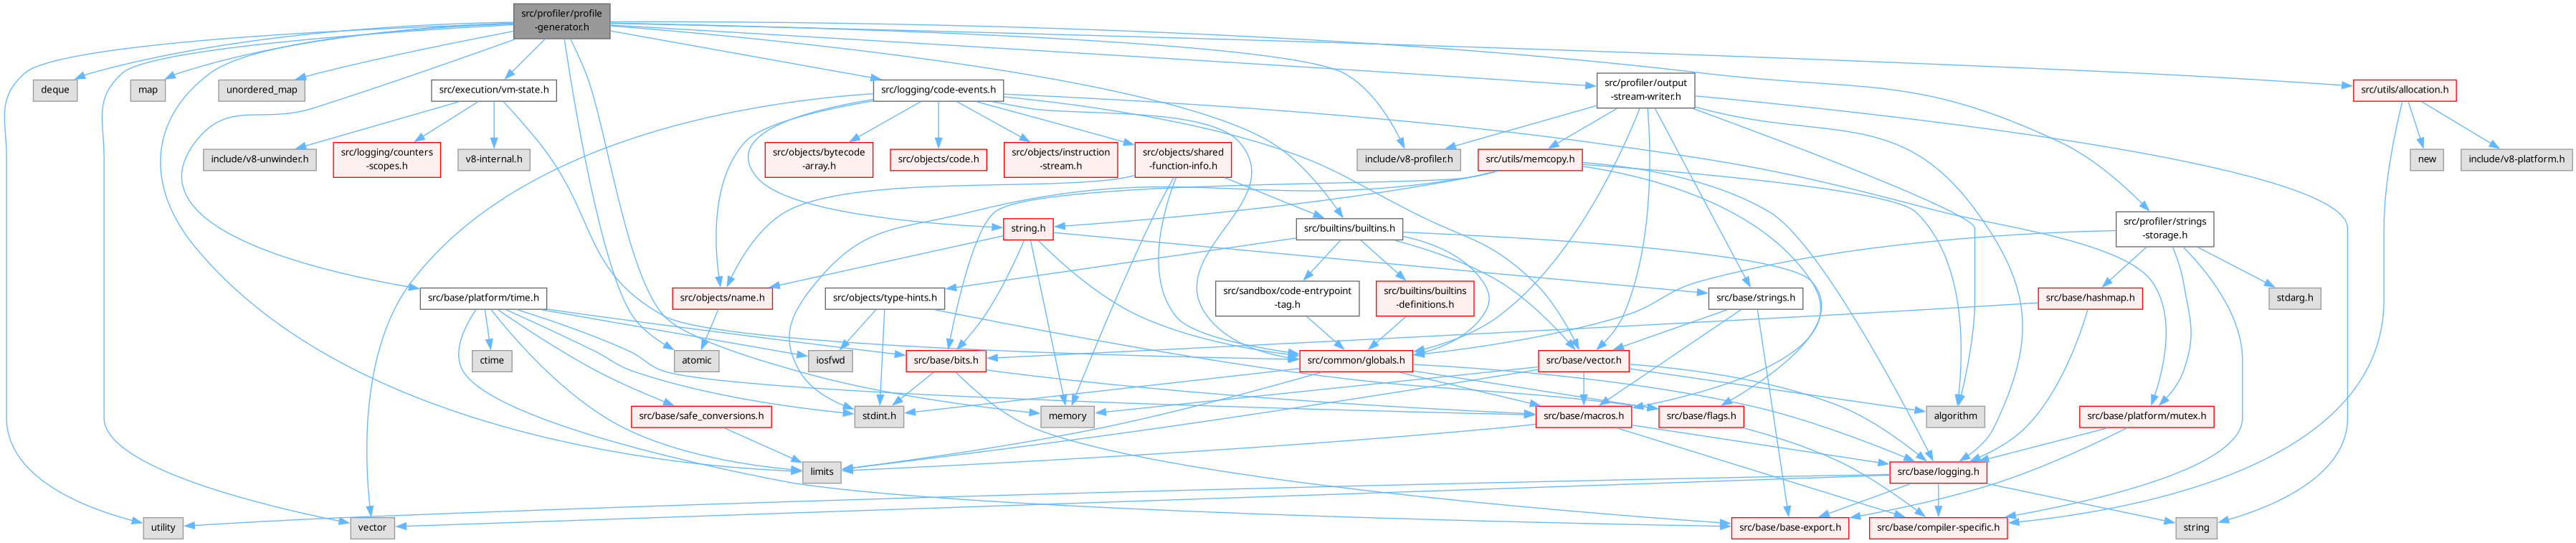 src/profiler/profile
-generator.h
deque
map
unordered_map
src/execution/vm-state.h
src/logging/code-events.h
src/profiler/output
-stream-writer.h
src/utils/allocation.h
include/v8-unwinder.h
src/logging/counters
-scopes.h
v8-internal.h
src/objects/bytecode
-array.h
src/objects/code.h
src/objects/instruction
-stream.h
src/objects/shared
-function-info.h
include/v8-profiler.h
src/utils/memcopy.h
new
include/v8-platform.h
string.h
src/builtins/builtins.h
src/profiler/strings
-storage.h
src/base/platform/time.h
src/objects/name.h
src/objects/type-hints.h
src/sandbox/code-entrypoint
-tag.h
src/builtins/builtins
-definitions.h
src/base/strings.h
src/base/hashmap.h
stdarg.h
ctime
atomic
iosfwd
src/base/bits.h
src/common/globals.h
src/base/vector.h
src/base/safe_conversions.h
stdint.h
memory
src/base/macros.h
src/base/flags.h
algorithm
src/base/platform/mutex.h
limits
src/base/logging.h
utility
vector
src/base/base-export.h
src/base/compiler-specific.h
string